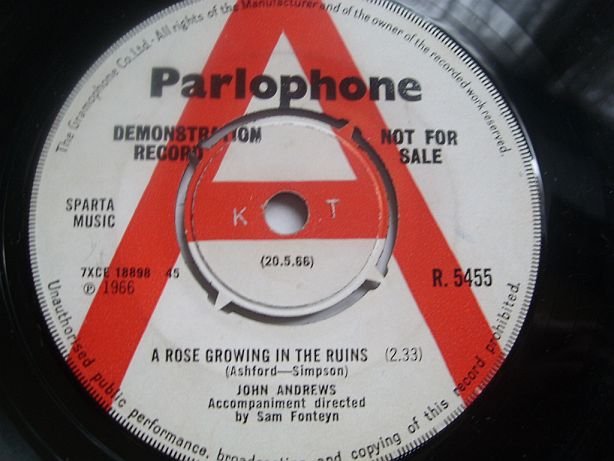 The Gramophone Co. Ltd. - All rights of the Manufacturer and of the owner of the recorded work reserved.
Parlophone
DEMONSTRATION
RECORD
NOT FOR
SALE
SPARTA
MUSIC
K T
(20.5.66)
7XCE 18898 45
Ⓟ 1966
R. 5455
A ROSE GROWING IN THE RUINS (2.33)
(Ashford—Simpson)
JOHN ANDREWS
Accompaniment directed
by Sam Fonteyn
Unauthorised public performance, and copying of this record prohibited.